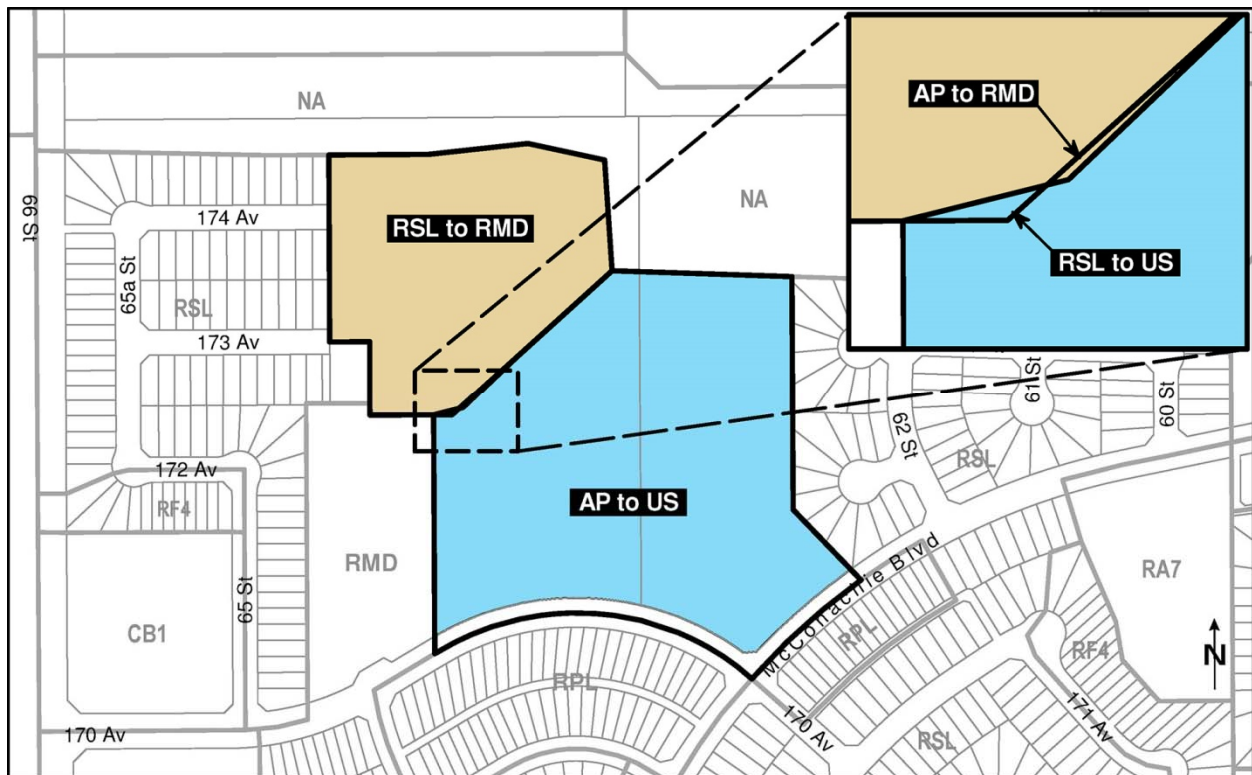 NA
AP to RMD
RSL to US
NA
RSL to RMD
66 St
174 Av
65a St
RSL
173 Av
172 Av
RF4
65 St
RMD
CB1
170 Av
AP to US
62 St
61 St
60 St
RSL
McConachie Blvd
RPL
RPL
170 Av
RSL
171 Av
RF4
RA7
N